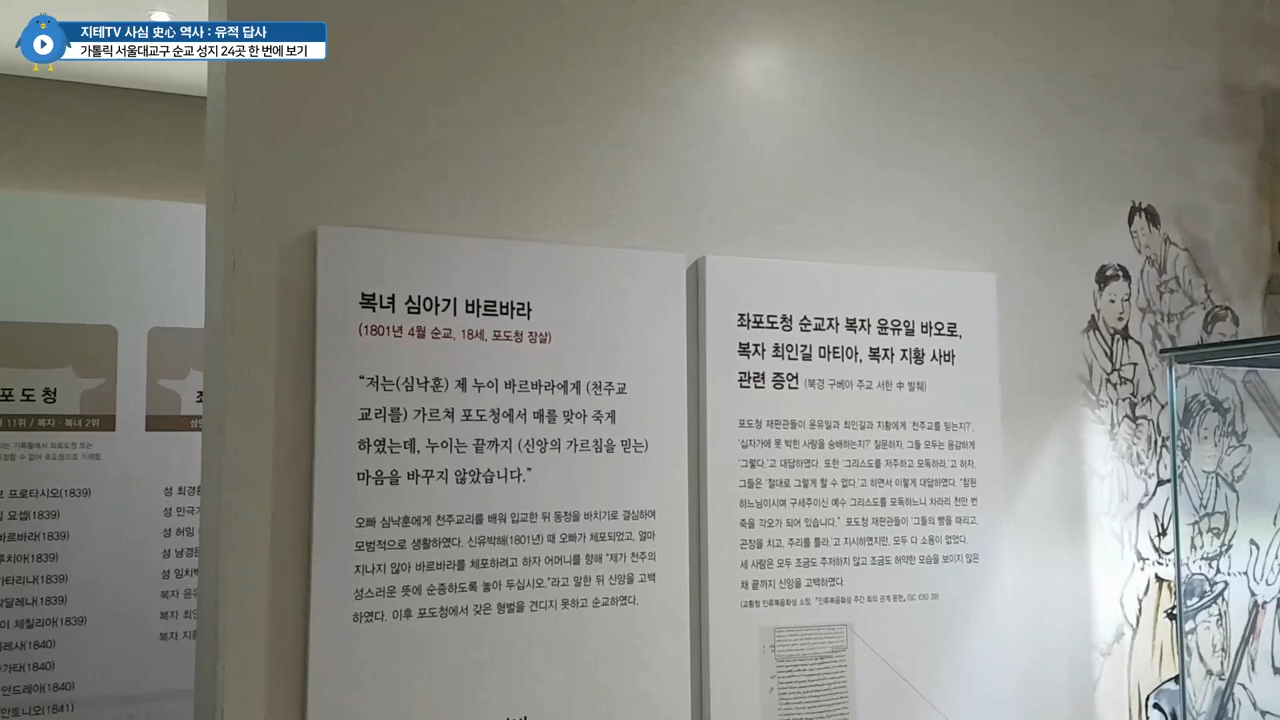 지테TV 사심 史心 역사 : 유적 답사
가톨릭 서울대교구 순교 성지 24곳 한 번에 보기
복녀 심아기 바르바라
(1801년 4월 순교, 18세, 포도청 장살)
“저는(심낙훈) 제 누이 바르바라에게 (천주교
교리를) 가르쳐 포도청에서 매를 맞아 죽게
하였는데, 누이는 끝까지 (신앙의 가르침을 믿는)
마음을 바꾸지 않았습니다.”
오빠 심낙훈에게 천주교리를 배워 입교한 뒤 동정을 바치기로 결심하여
모범적으로 생활하였다. 신유박해(1801년) 때 오빠가 체포되었고, 얼마
지나지 않아 바르바라를 체포하려고 하자 어머니를 향해 “제가 천주의
성스러운 뜻에 순종하도록 놓아 두십시오.”라고 말한 뒤 신앙을 고백
하였다. 이후 포도청에서 갖은 형벌을 견디지 못하고 순교하였다.
좌포도청 순교자 복자 윤유일 바오로,
복자 최인길 마티아, 복자 지황 사바
관련 증언 (북경 구베아 주교 서한 中 발췌)
포도청 재판관들이 윤유일과 최인길과 지황에게 ‘천주교를 믿는지?’,
‘십자가에 못 박힌 사람을 숭배하는지?’ 질문하자, 그들 모두는 용감하게
‘그렇다.’고 대답하였다. 또한 ‘그리스도를 저주하고 모독하라.’고 하자,
그들은 ‘절대로 그렇게 할 수 없다.’고 하면서 이렇게 대답하였다. “참된
하느님이시며 구세주이신 예수 그리스도를 모독하느니 차라리 천만 번
죽을 각오가 되어 있습니다.” 포도청 재판관들이 ‘그들의 뺨을 때리고,
곤장을 치고, 주리를 틀라.’고 지시하였지만, 모두 다 소용이 없었다.
세 사람은 모두 조금도 주저하지 않고 조금도 허약한 모습을 보이지 않은
채 끝까지 신앙을 고백하였다.
포도청
11위 / 복자 · 복녀 2위
프로타시오(1839)
요셉(1839)
바르바라(1839)
루치아(1839)
카타리나(1839)
막달레나(1839)
이 체칠리아(1839)
레사(1840)
가타(1840)
안드레아(1840)
안토니오(1841)
성 최경환
성 민극가
성 허임
성 남경문
성 임치백
복자 윤유
복자 최인
복자 지황